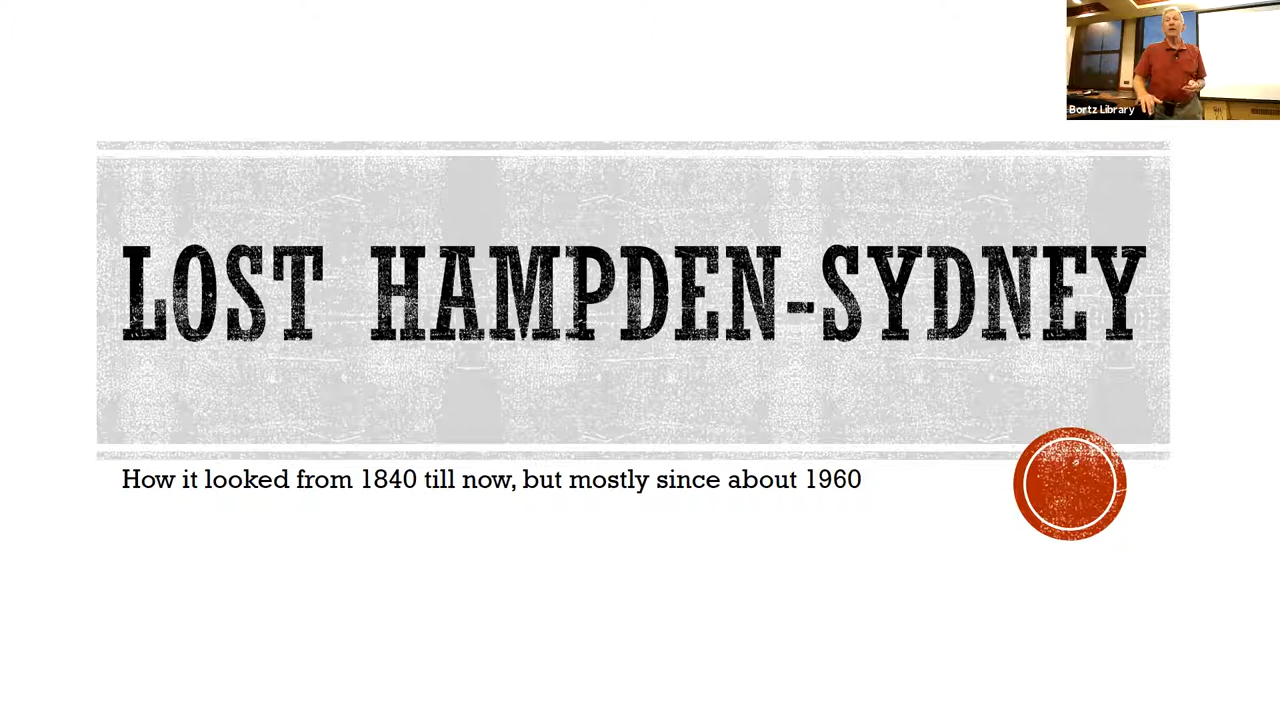 Bortz Library
LOST HAMPDEN-SYDNEY
How it looked from 1840 till now, but mostly since about 1960